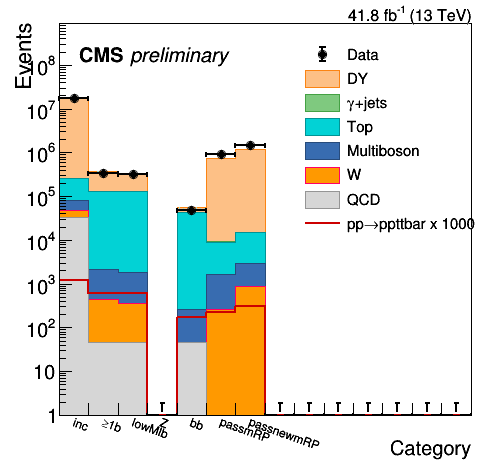 41.8 fb⁻¹ (13 TeV)
Events
CMS preliminary
Data
DY
γ+jets
Top
Multiboson
W
QCD
pp→ppttbar x 1000
10⁸
10⁷
10⁶
10⁵
10⁴
10³
10²
10
1
inc
≥1b
lowMlb
Z
bb
passmRP
passnewmRP
Category